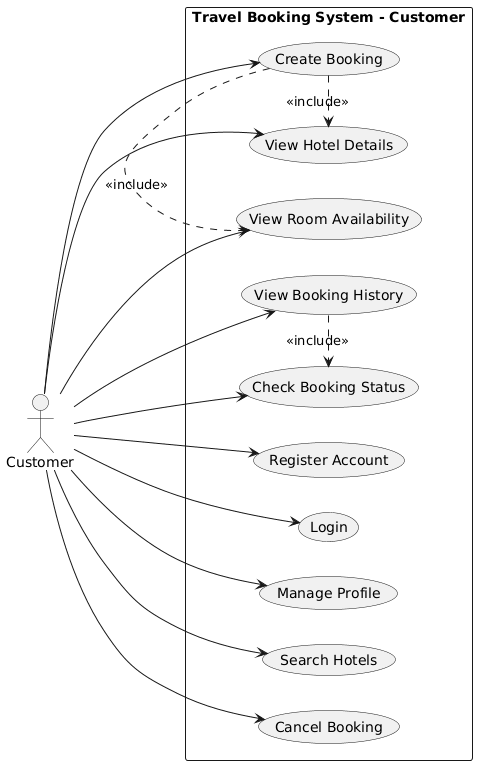 Travel Booking System - Customer
Create Booking
«include»
View Hotel Details
«include»
View Room Availability
View Booking History
«include»
Check Booking Status
Customer
Register Account
Login
Manage Profile
Search Hotels
Cancel Booking